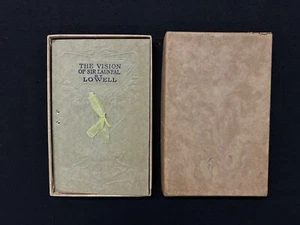 THE VISION
OF SIR LAUNFAL
LOWELL